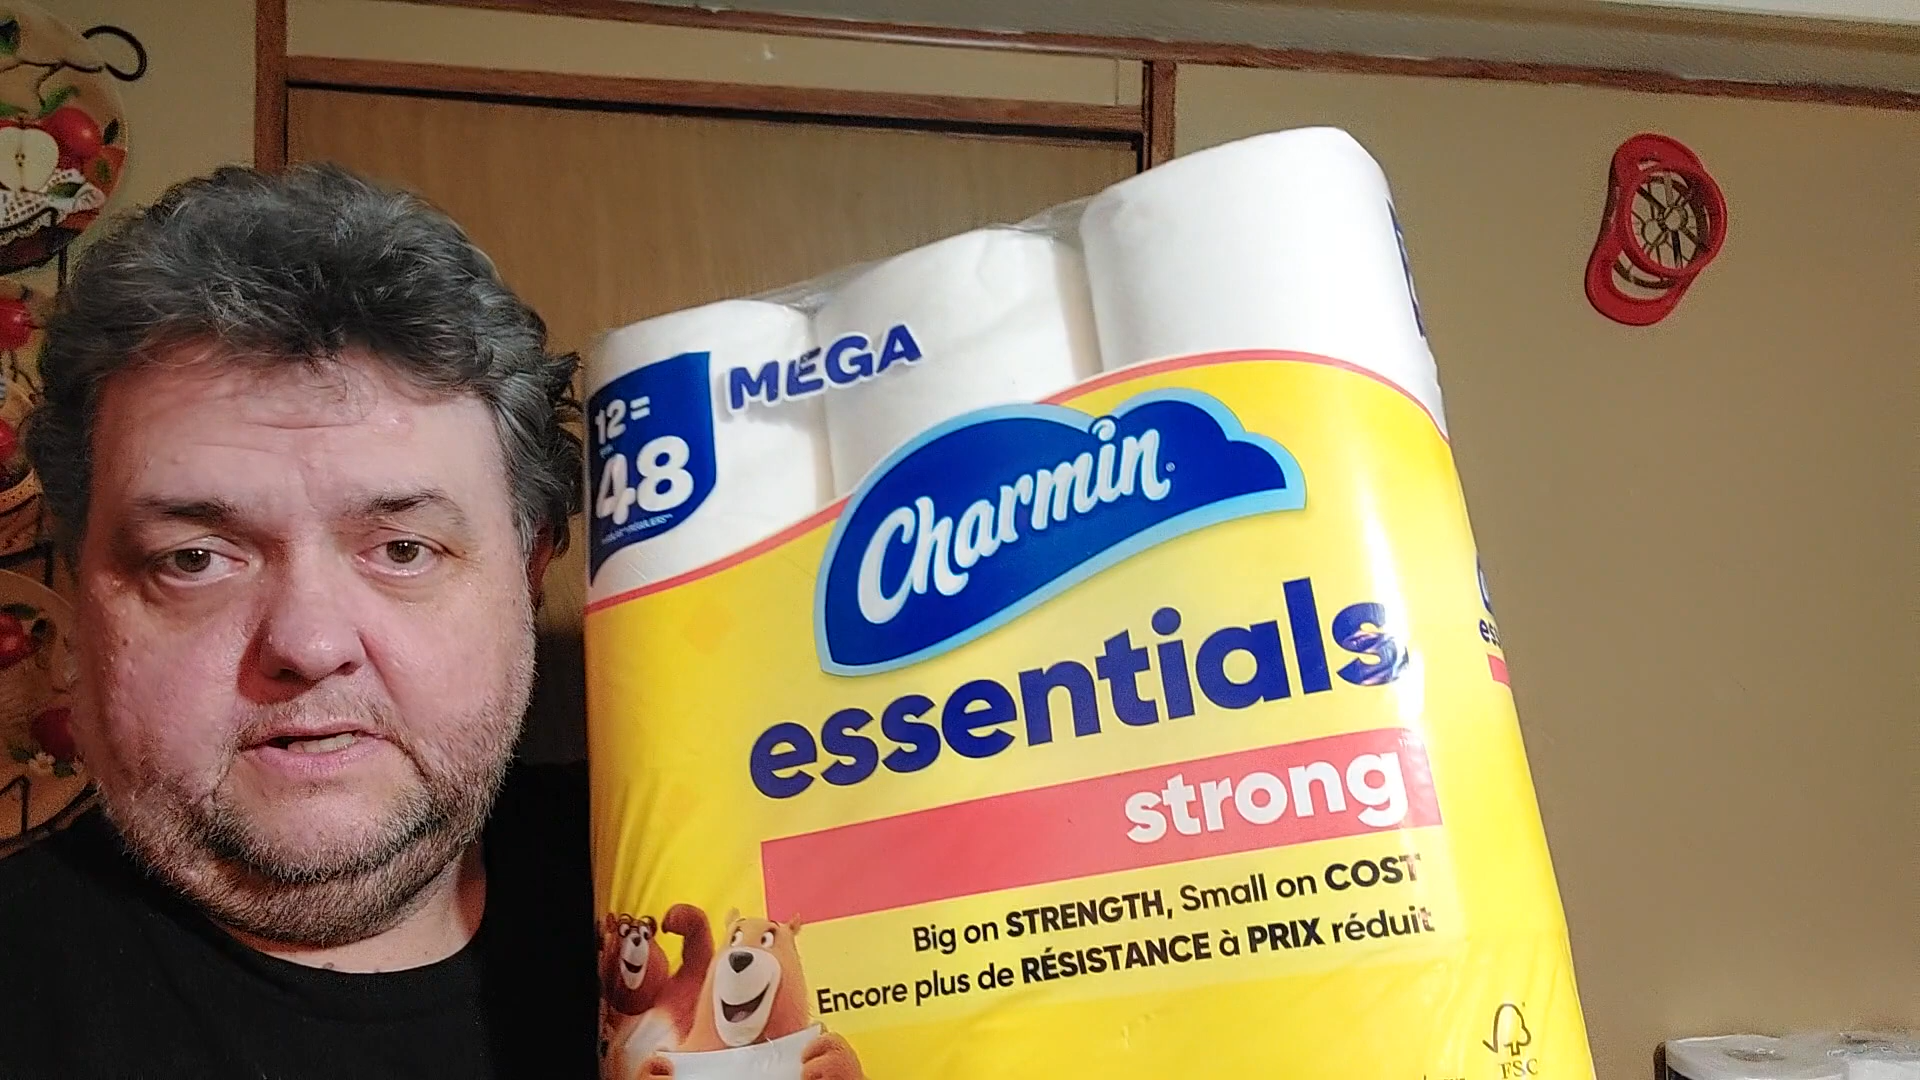 MEGA
12=
48
Charmin
essentials
strong
Big on STRENGTH, Small on COST
Encore plus de RÉSISTANCE à PRIX réduit
FSC